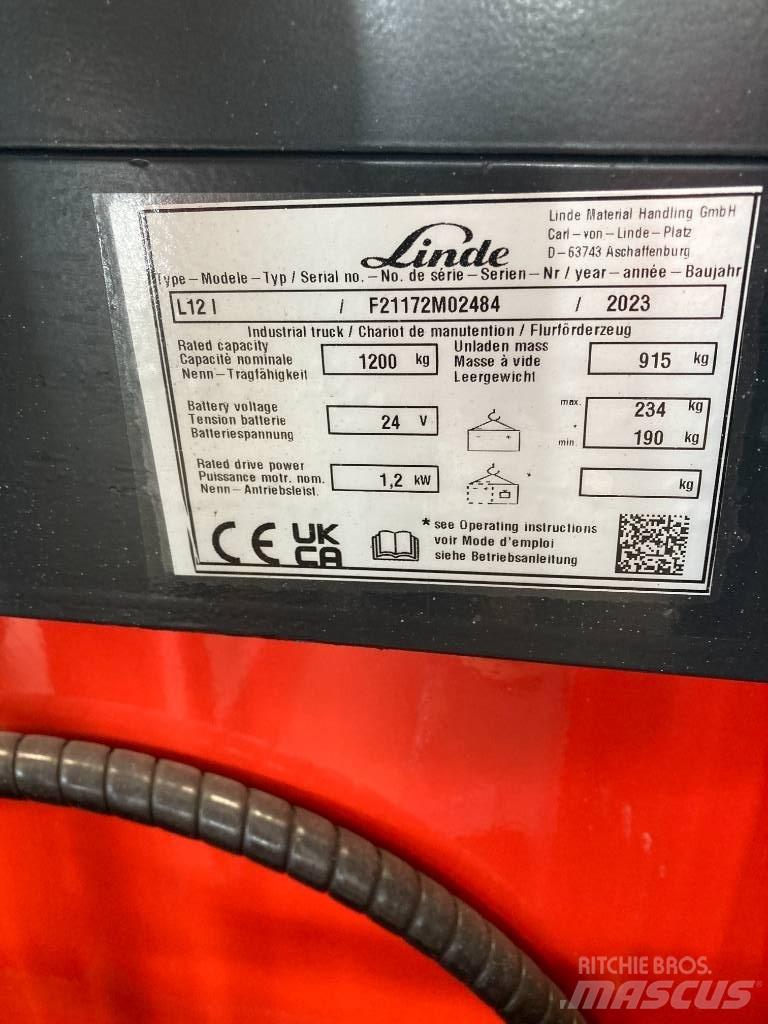 Linde
Linde Material Handling GmbH
Carl-von-Linde-Platz
D-63743 Aschaffenburg
Type-Modele-Typ / Serial no.-No. de série-Serien-Nr / year-année-Baujahr
L12 I / F21172M02484 / 2023
Industrial truck / Chariot de manutention / Flurförderzeug
Rated capacity
Capacitè nominale
Nenn-Tragfähigkeit
1200 kg
Unladen mass
Masse à vide
Leergewicht
915 kg
Battery voltage
Tension batterie
Batteriespannung
24 V
max. 234 kg
*
min. 190 kg
Rated drive power
Puissance motr. nom.
Nenn-Antriebsleist.
1,2 kW
kg
CE UK
CA
* see Operating instructions
voir Mode d'emploi
siehe Betriebsanleitung
RITCHIE BROS.
MASCUS